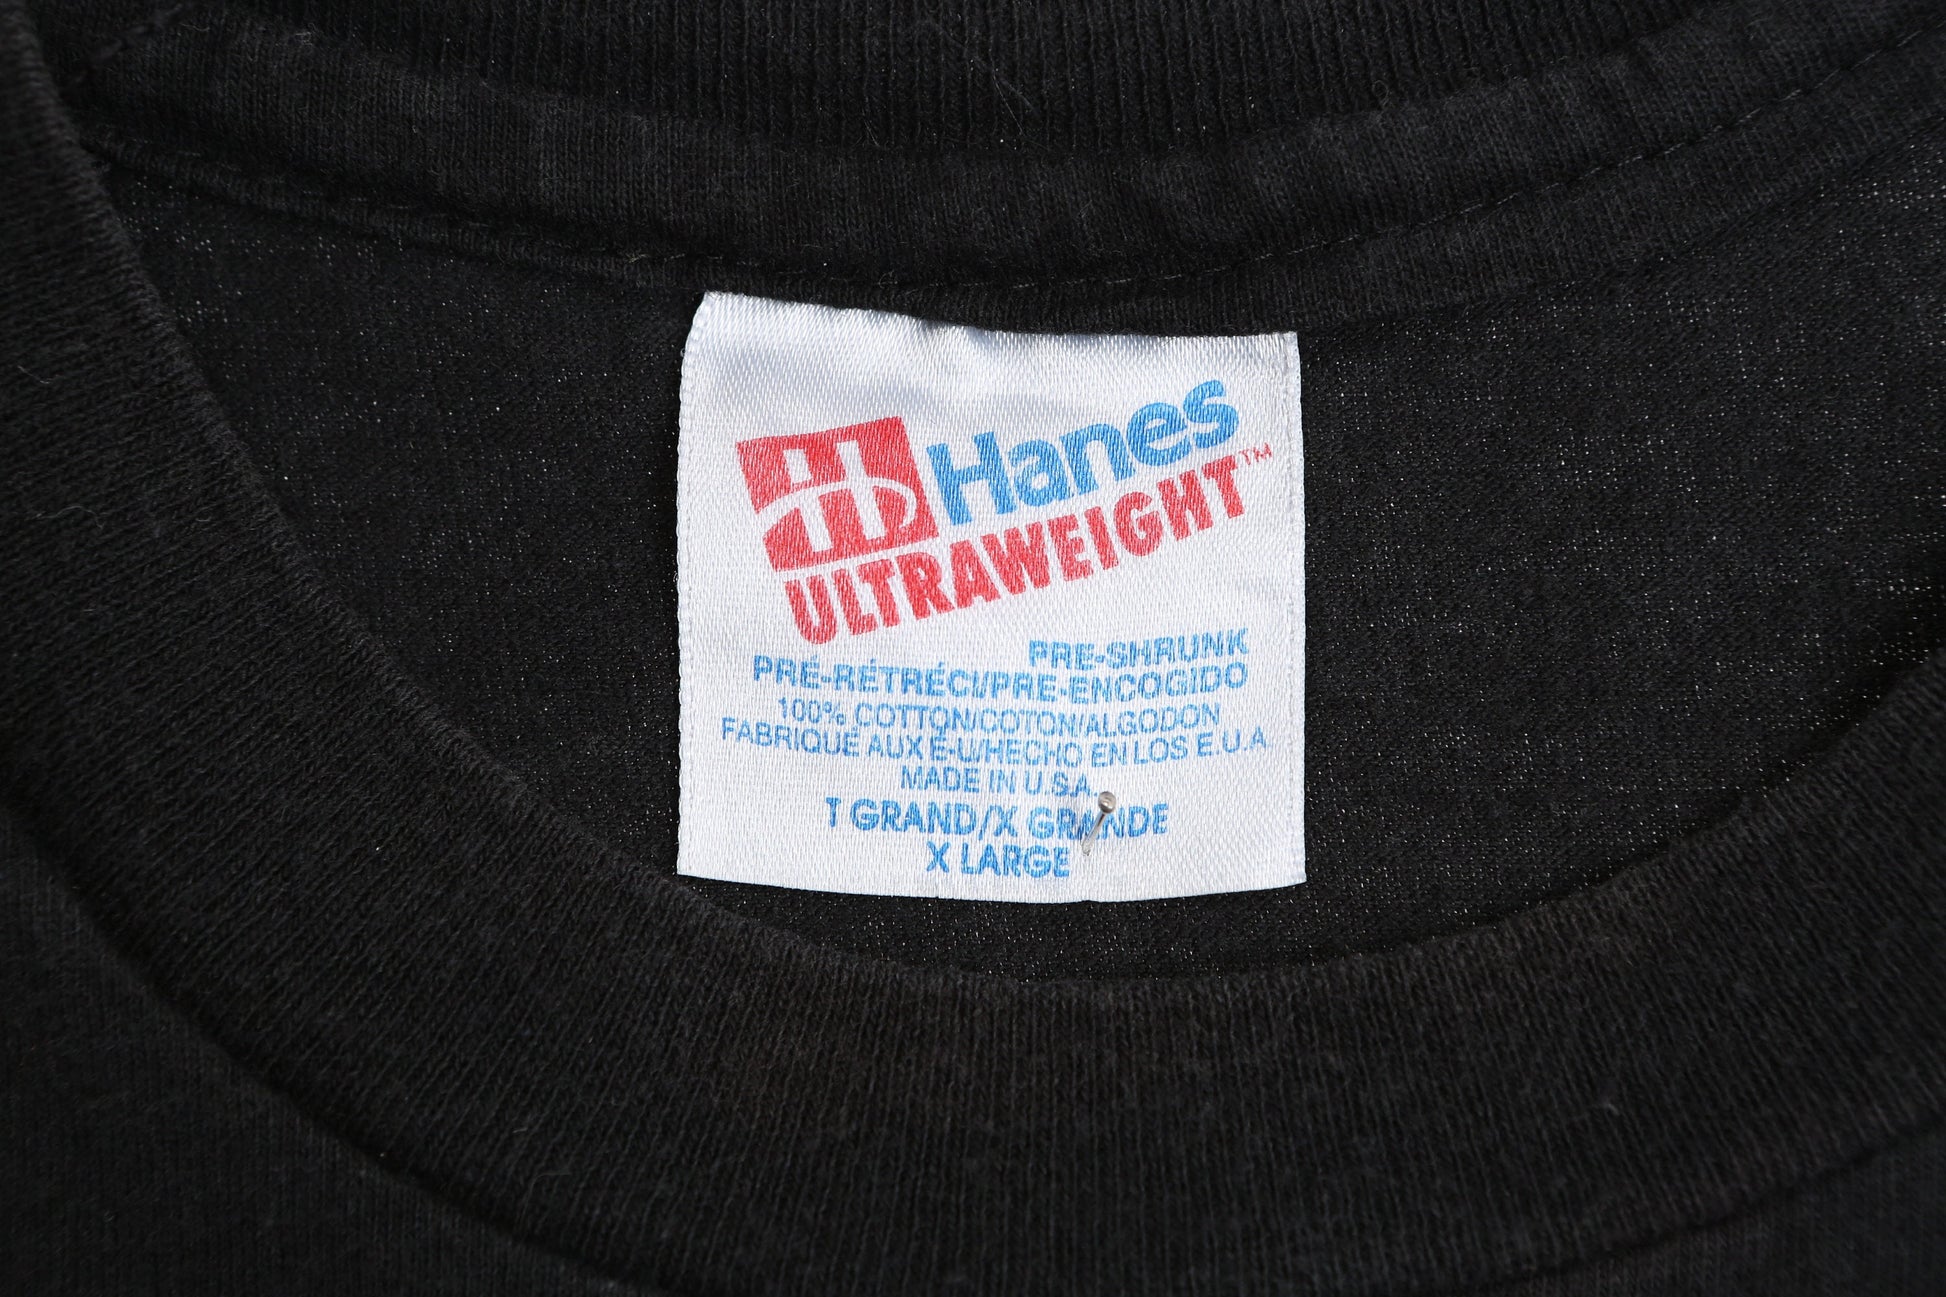 H Hanes
ULTRAWEIGHT™
PRE-SHRUNK
PRÉ-RÉTRÉCI/PRE-ENCOGIDO
100% COTTON/COTON/ALGODON
FABRIQUÉ AUX É-U/HECHO EN LOS E.U.A.
MADE IN U.S.A.
T GRAND/X GRANDE
X LARGE